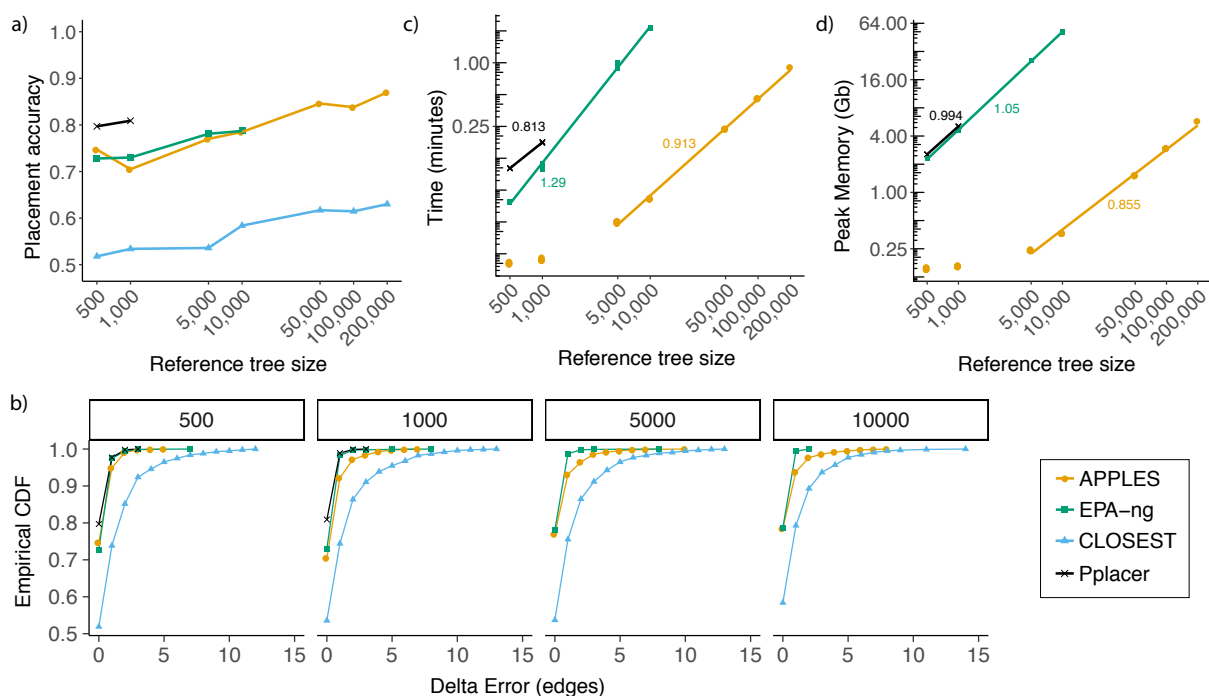 a)
Placement accuracy
1.0
0.9
0.8
0.7
0.6
0.5
500
1,000
5,000
10,000
50,000
100,000
200,000
Reference tree size
c)
Time (minutes)
1.00
0.25
0.813
1.29
0.913
500
1,000
5,000
10,000
50,000
100,000
200,000
Reference tree size
d)
Peak Memory (Gb)
64.00
16.00
4.00
1.00
0.25
0.994
1.05
0.855
500
1,000
5,000
10,000
50,000
100,000
200,000
Reference tree size
b)
500
1000
5000
10000
Empirical CDF
1.0
0.9
0.8
0.7
0.6
0.5
0 5 10 15
0 5 10 15
0 5 10 15
0 5 10 15
Delta Error (edges)
APPLES
EPA−ng
CLOSEST
Pplacer